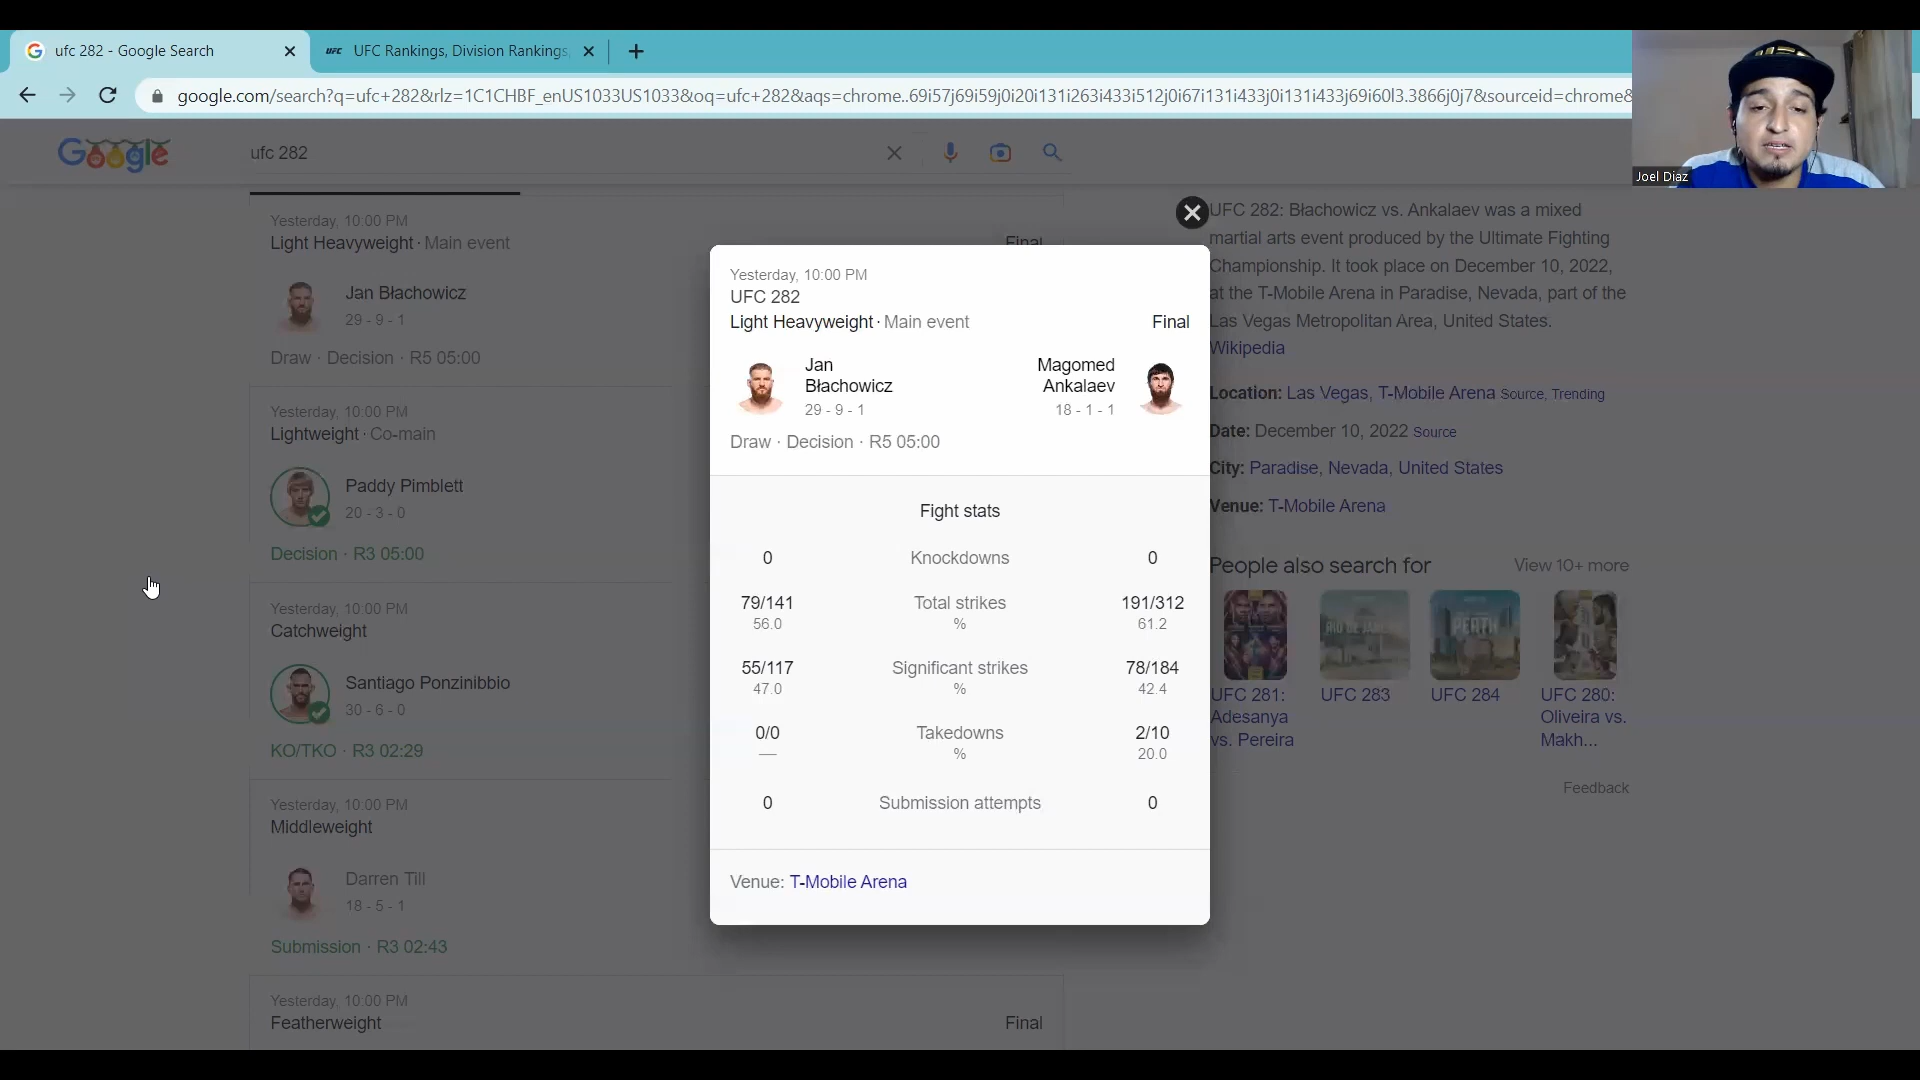 ufc 282 - Google Search
UFC UFC Rankings, Division Rankings,
google.com/search?q=ufc+282&rlz=1C1CHBF_enUS1033US1033&oq=ufc+282&aqs=chrome..69i57j69i59j0i20i131i263i433i512j0i67i131i433j0i131i433j69i60l3.3866j0j7&sourceid=chrome&
Joel Diaz
Google
ufc 282
Yesterday, 10:00 PM
Light Heavyweight · Main event
Final
Jan Błachowicz
29 - 9 - 1
Draw · Decision · R5 05:00
Yesterday, 10:00 PM
Lightweight · Co-main
Paddy Pimblett
20 - 3 - 0
Decision · R3 05:00
Yesterday, 10:00 PM
Catchweight
Santiago Ponzinibbio
30 - 6 - 0
KO/TKO · R3 02:29
Yesterday, 10:00 PM
Middleweight
Darren Till
18 - 5 - 1
Submission · R3 02:43
Yesterday, 10:00 PM
Featherweight
Final
Yesterday, 10:00 PM
UFC 282
Light Heavyweight · Main event
Final
Jan
Błachowicz
29 - 9 - 1
Magomed
Ankalaev
18 - 1 - 1
Draw · Decision · R5 05:00
Fight stats
0 Knockdowns 0
79/141 Total strikes 191/312
56.0 % 61.2
55/117 Significant strikes 78/184
47.0 % 42.4
0/0 Takedowns 2/10
— % 20.0
0 Submission attempts 0
Venue: T-Mobile Arena
UFC 282: Błachowicz vs. Ankalaev was a mixed
martial arts event produced by the Ultimate Fighting
Championship. It took place on December 10, 2022,
at the T-Mobile Arena in Paradise, Nevada, part of the
Las Vegas Metropolitan Area, United States.
Wikipedia
Location: Las Vegas, T-Mobile Arena Source, Trending
Date: December 10, 2022 Source
City: Paradise, Nevada, United States
Venue: T-Mobile Arena
People also search for
View 10+ more
PERTH
UFC 281:
Adesanya
vs. Pereira
UFC 283
UFC 284
UFC 280:
Oliveira vs.
Makh...
Feedback